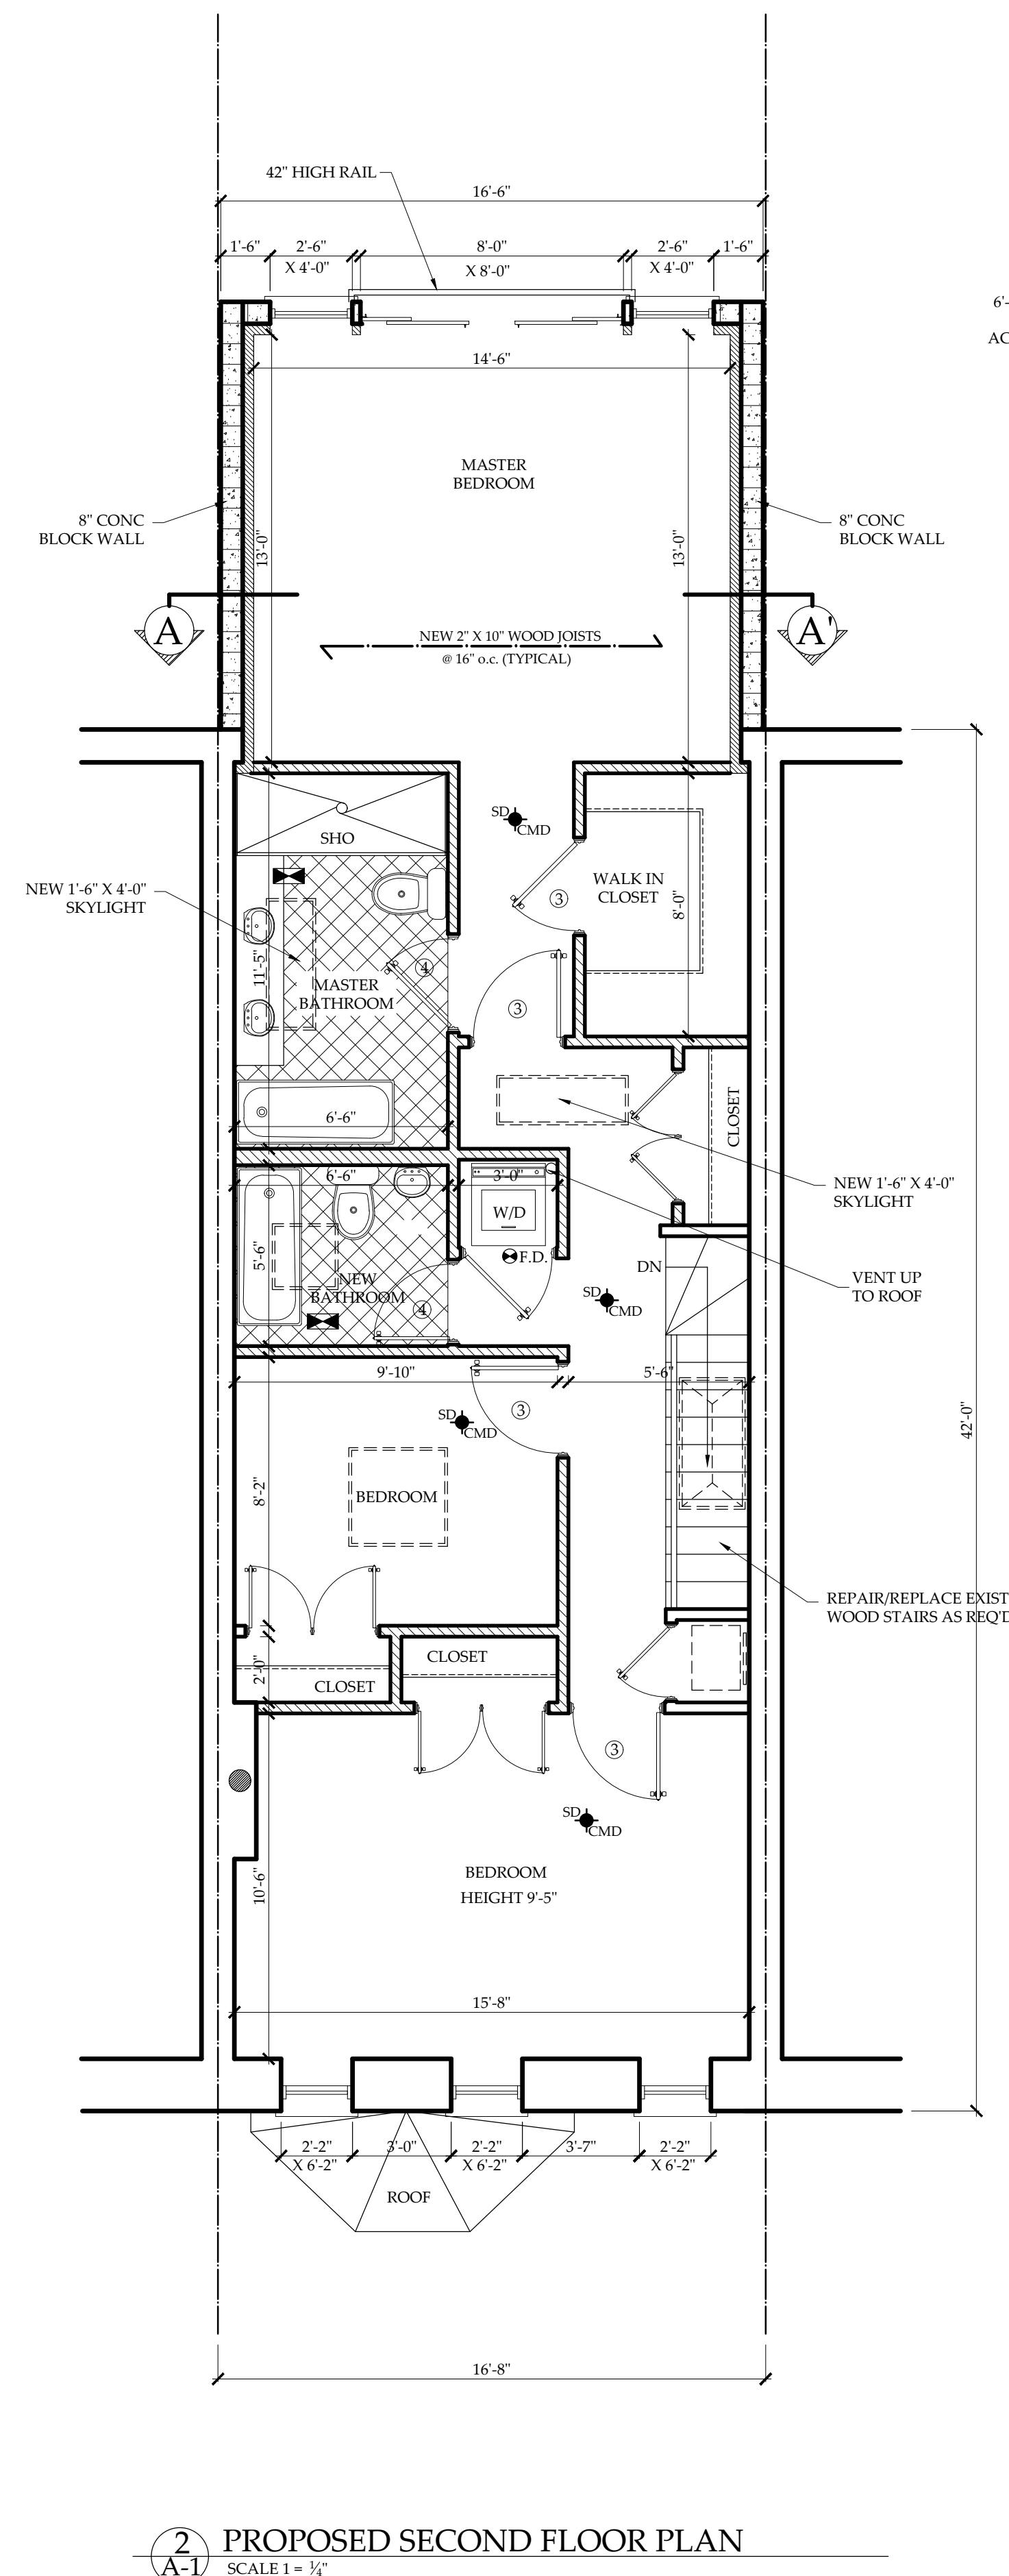 42" HIGH RAIL
16'-6"
1'-6"
2'-6"
X 4'-0"
8'-0"
X 8'-0"
2'-6"
X 4'-0"
1'-6"
6'-
AC
14'-6"
MASTER
BEDROOM
8" CONC
BLOCK WALL
13'-0"
13'-0"
8" CONC
BLOCK WALL
A
A'
NEW 2" X 10" WOOD JOISTS
@ 16" o.c. (TYPICAL)
SD
CMD
SHO
NEW 1'-6" X 4'-0"
SKYLIGHT
WALK IN
CLOSET
8'-0"
3
4
11'-5"
MASTER
BATHROOM
3
6'-6"
CLOSET
6'-6"
3'-0"
NEW 1'-6" X 4'-0"
SKYLIGHT
W/D
F.D.
5'-6"
NEW
BATHROOM
4
SD
CMD
DN
VENT UP
TO ROOF
9'-10"
5'-6"
3
SD
CMD
42'-0"
8'-2"
BEDROOM
REPAIR/REPLACE EXIST
WOOD STAIRS AS REQ'D
2'-0"
CLOSET
CLOSET
3
SD
CMD
BEDROOM
HEIGHT 9'-5"
10'-6"
15'-8"
2'-2"
X 6'-2"
3'-0"
2'-2"
X 6'-2"
3'-7"
2'-2"
X 6'-2"
ROOF
16'-8"
2
A-1
PROPOSED SECOND FLOOR PLAN
SCALE 1 = ¼"